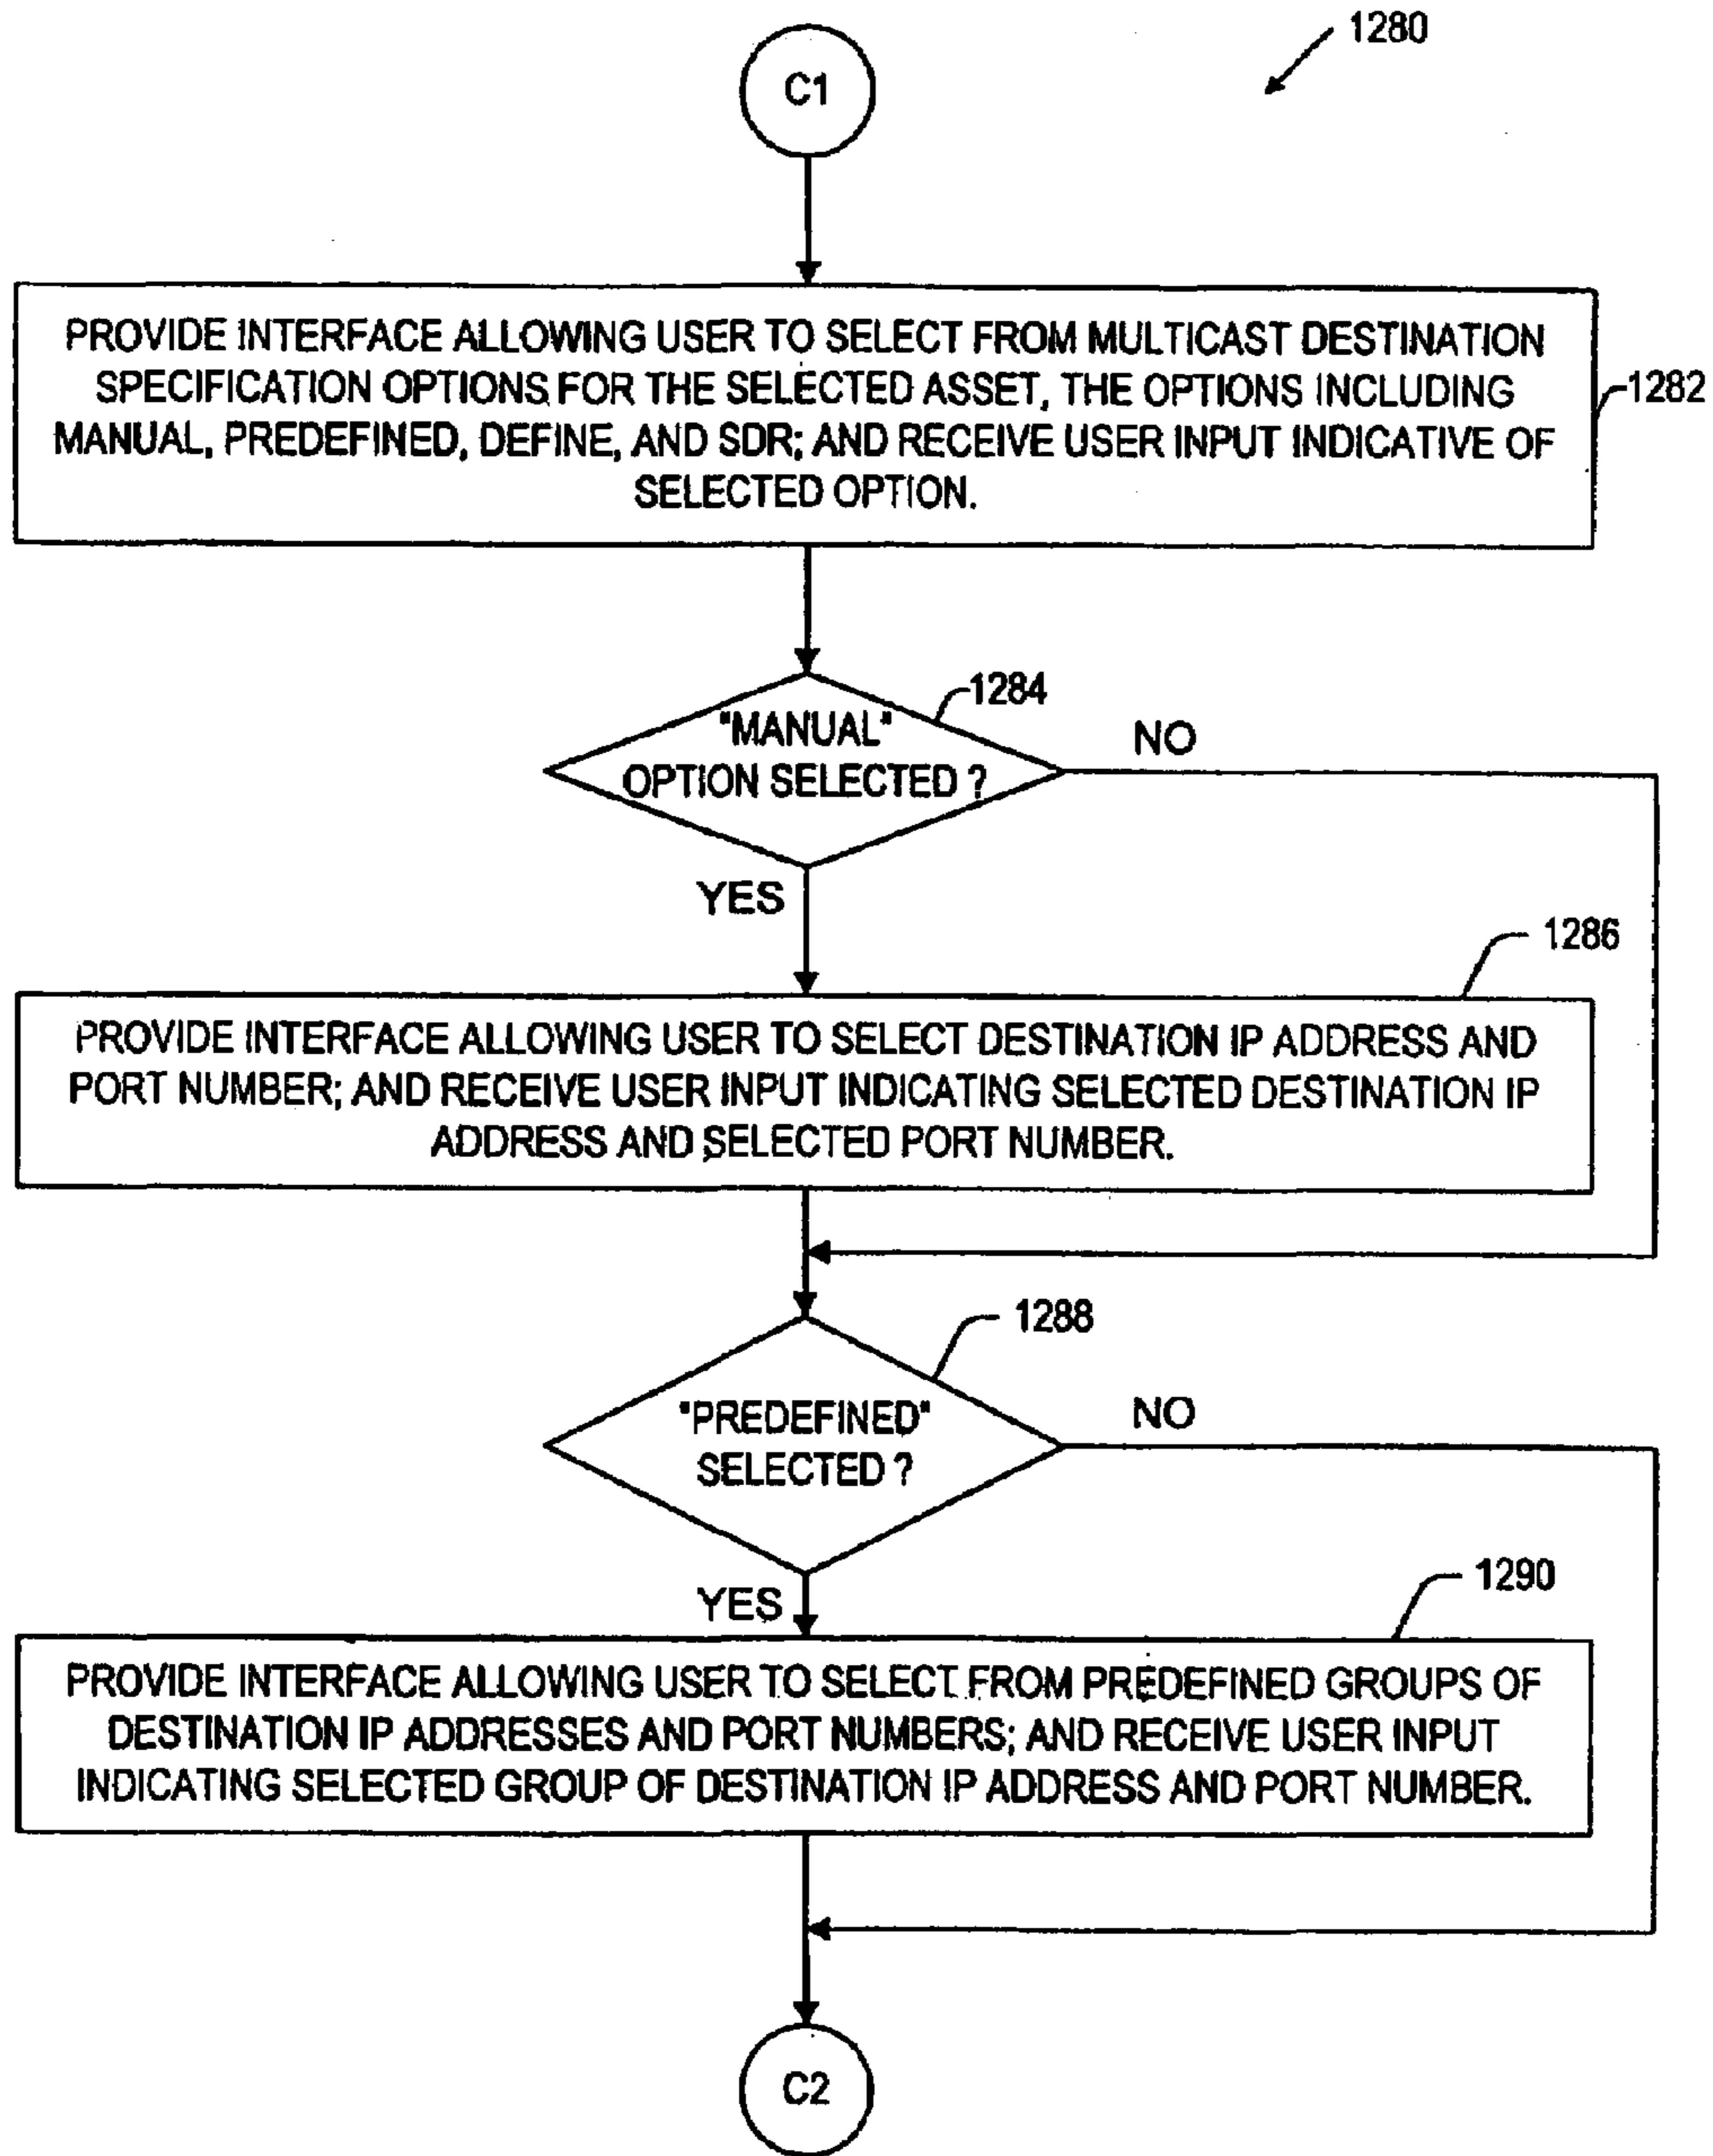 1280
C1
PROVIDE INTERFACE ALLOWING USER TO SELECT FROM MULTICAST DESTINATION
SPECIFICATION OPTIONS FOR THE SELECTED ASSET, THE OPTIONS INCLUDING
MANUAL, PREDEFINED, DEFINE, AND SDR; AND RECEIVE USER INPUT INDICATIVE OF
SELECTED OPTION.
1282
1284
"MANUAL"
OPTION SELECTED ?
NO
YES
1286
PROVIDE INTERFACE ALLOWING USER TO SELECT DESTINATION IP ADDRESS AND
PORT NUMBER; AND RECEIVE USER INPUT INDICATING SELECTED DESTINATION IP
ADDRESS AND SELECTED PORT NUMBER.
1288
"PREDEFINED"
SELECTED ?
NO
YES
1290
PROVIDE INTERFACE ALLOWING USER TO SELECT FROM PREDEFINED GROUPS OF
DESTINATION IP ADDRESSES AND PORT NUMBERS; AND RECEIVE USER INPUT
INDICATING SELECTED GROUP OF DESTINATION IP ADDRESS AND PORT NUMBER.
C2